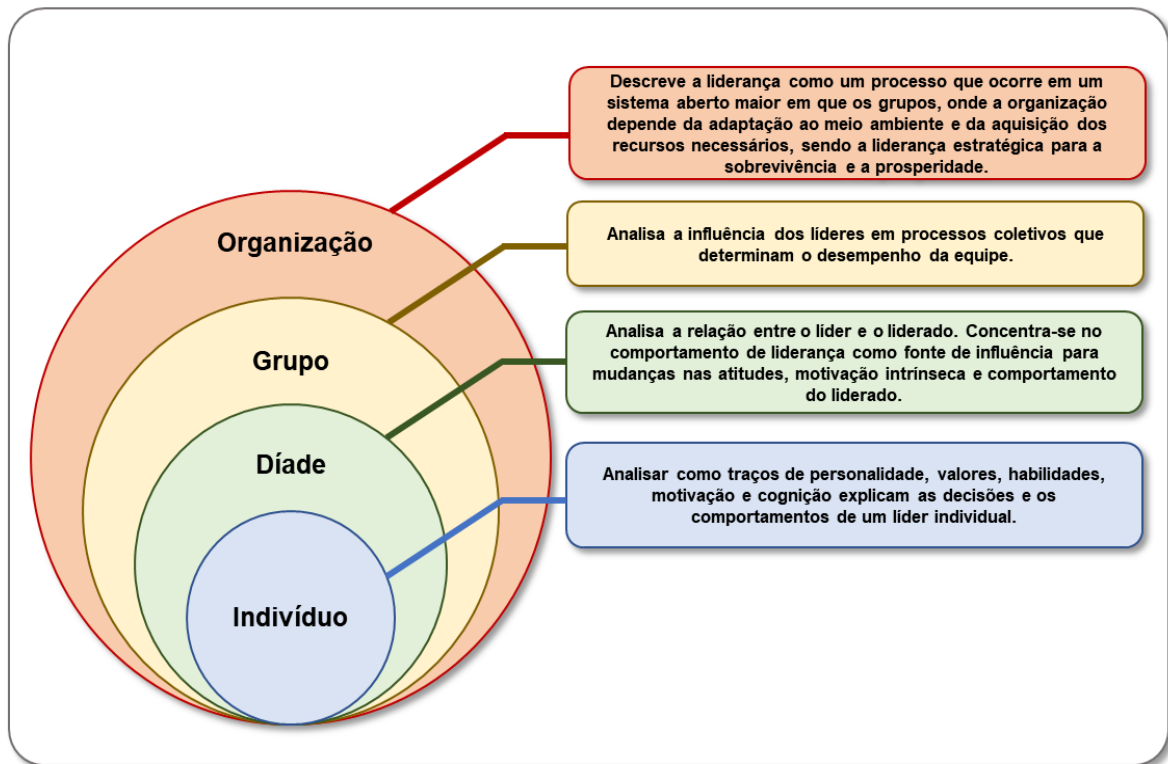 Descreve a liderança como um processo que ocorre em um
sistema aberto maior em que os grupos, onde a organização
depende da adaptação ao meio ambiente e da aquisição dos
recursos necessários, sendo a liderança estratégica para a
sobrevivência e a prosperidade.
Organização
Analisa a influência dos líderes em processos coletivos que
determinam o desempenho da equipe.
Grupo
Analisa a relação entre o líder e o liderado. Concentra-se no
comportamento de liderança como fonte de influência para
mudanças nas atitudes, motivação intrínseca e comportamento
do liderado.
Díade
Analisar como traços de personalidade, valores, habilidades,
motivação e cognição explicam as decisões e os
comportamentos de um líder individual.
Indivíduo